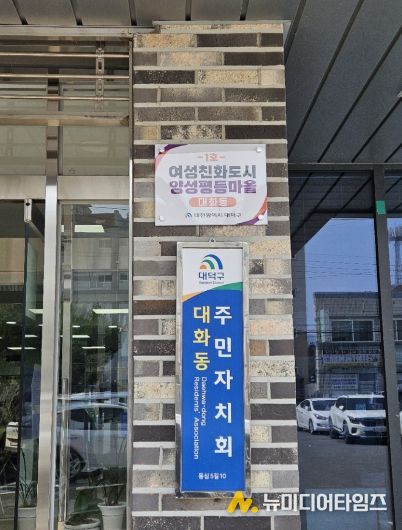 1호
여성친화도시
양성평등마을
대화동
대전광역시 대덕구
대덕구
대화동
주민자치회
Daehwa-dong
Residents' Association
동심5길10
뉴미디어타임즈